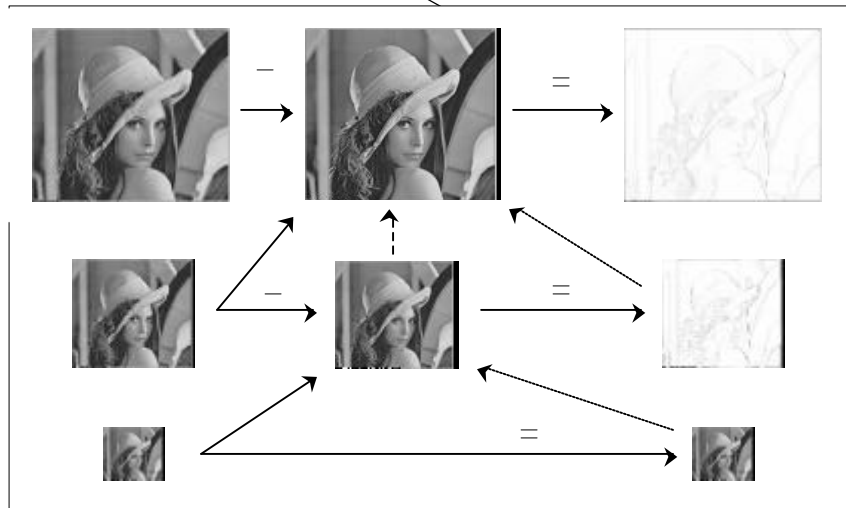 − =
− =
=